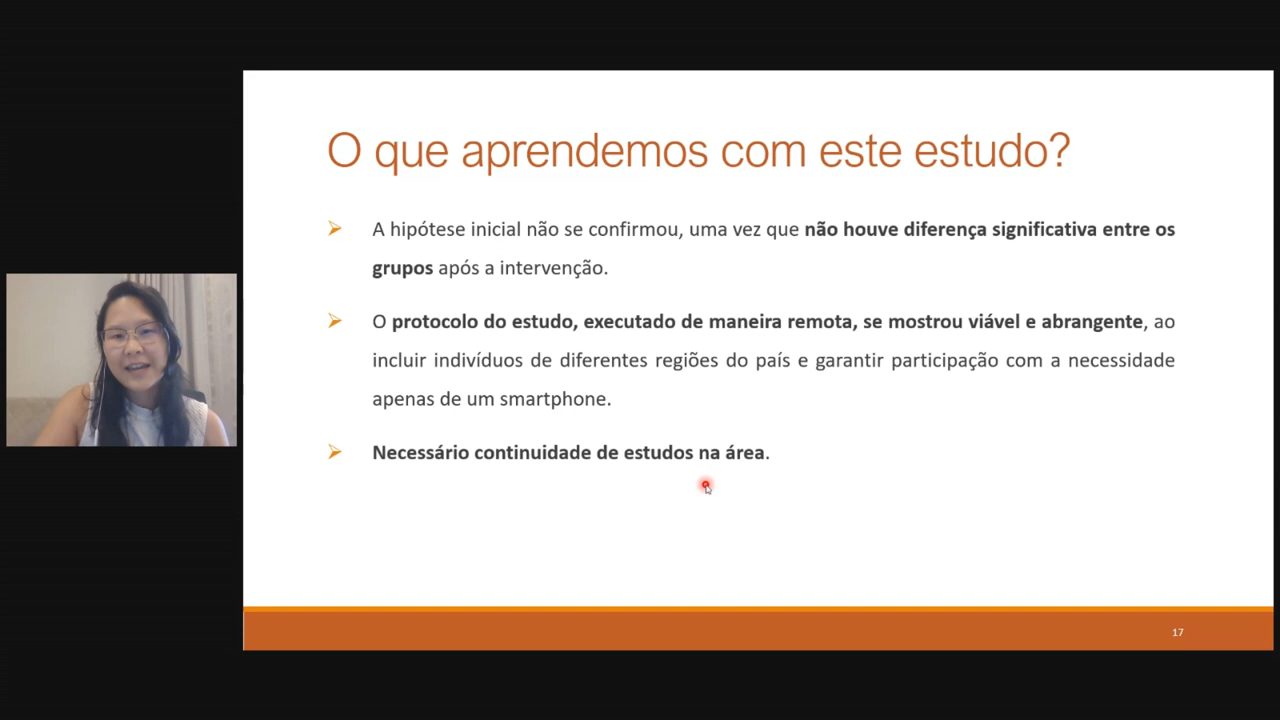 O que aprendemos com este estudo?
A hipótese inicial não se confirmou, uma vez que não houve diferença significativa entre os
grupos após a intervenção.
O protocolo do estudo, executado de maneira remota, se mostrou viável e abrangente, ao
incluir indivíduos de diferentes regiões do país e garantir participação com a necessidade
apenas de um smartphone.
Necessário continuidade de estudos na área.
17